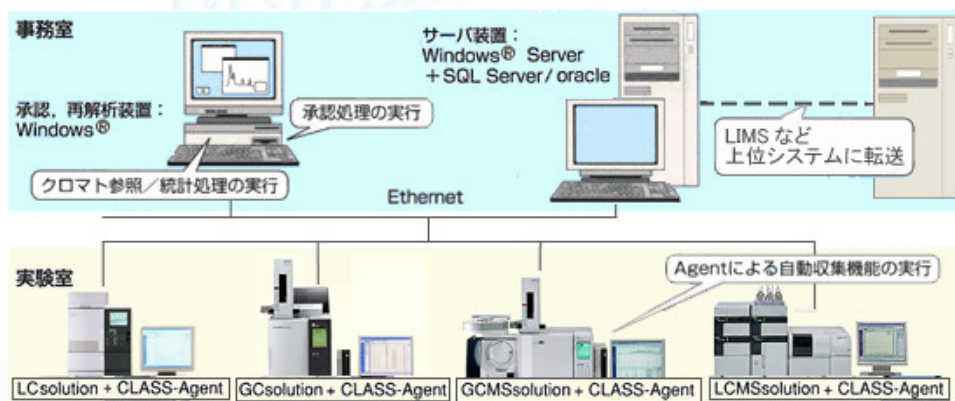 事務室
サーバ装置：
Windows® Server
＋SQL Server/oracle
承認，再解析装置：
Windows®
承認処理の実行
LIMS など
上位システムに転送
クロマト参照／統計処理の実行
Ethernet
実験室
Agentによる自動収集機能の実行
LCsolution + CLASS-Agent
GCsolution + CLASS-Agent
GCMSsolution + CLASS-Agent
LCMSsolution + CLASS-Agent